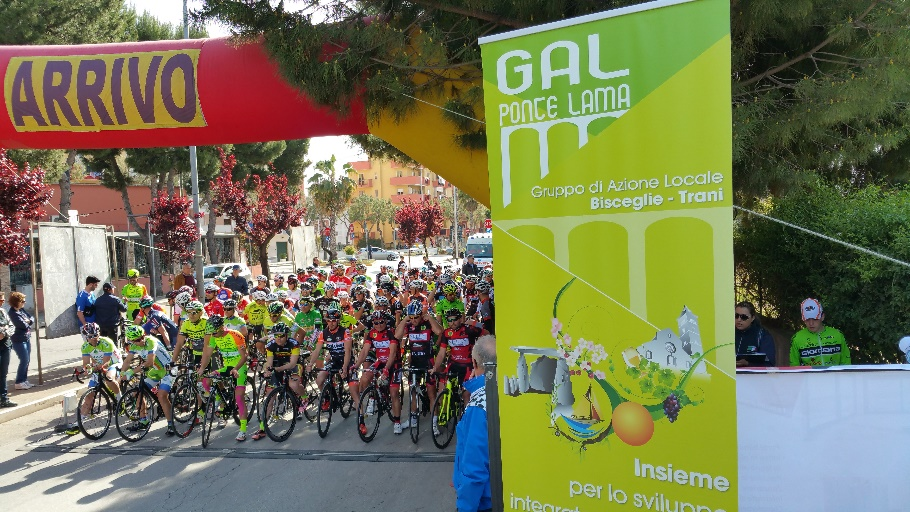 ARRIVO
GAL
PONTE LAMA
Gruppo di Azione Locale
Bisceglie - Trani
Insieme
per lo sviluppo